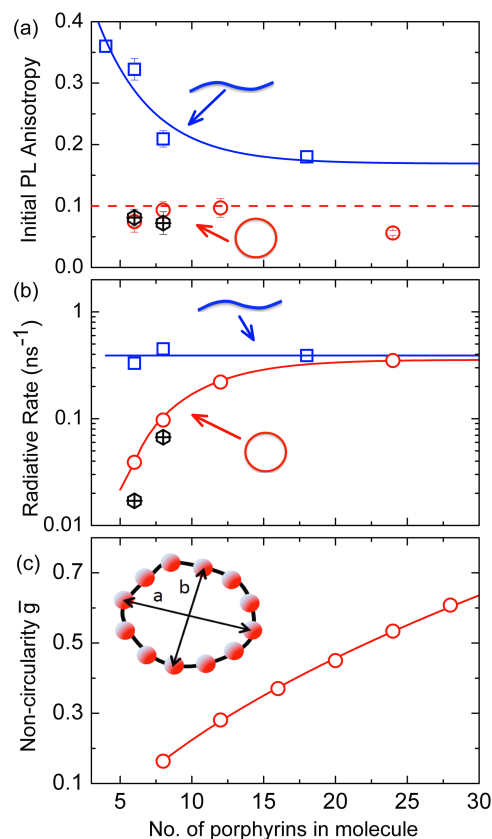 (a)
0.4
0.3
0.2
0.1
0.0
Initial PL Anisotropy
(b)
1
0.1
0.01
Radiative Rate (ns⁻¹)
(c)
0.7
0.5
0.3
0.1
Non-circularity g̅
a
b
5 10 15 20 25 30
No. of porphyrins in molecule